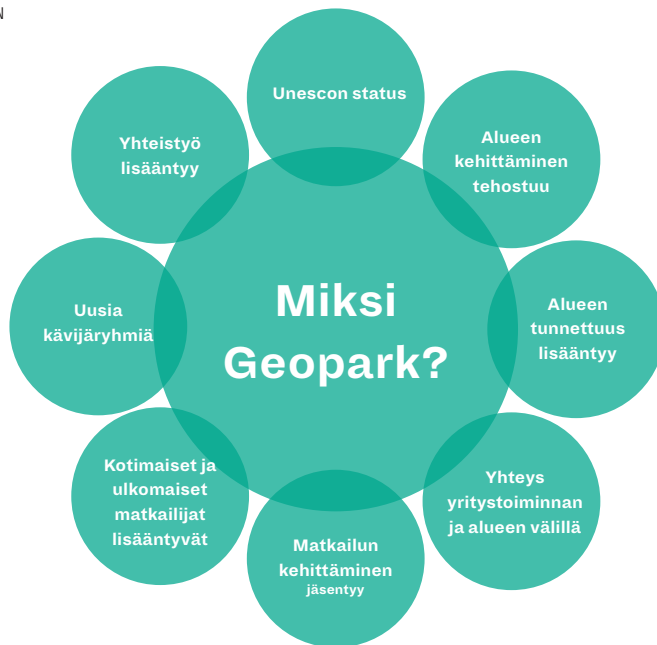 N
Unescon status
Alueen
kehittäminen
tehostuu
Alueen
tunnettuus
lisääntyy
Yhteys
yritystoiminnan
ja alueen välillä
Matkailun
kehittäminen
jäsentyy
Kotimaiset ja
ulkomaiset
matkailijat
lisääntyvät
Uusia
kävijäryhmiä
Yhteistyö
lisääntyy
Miksi
Geopark?